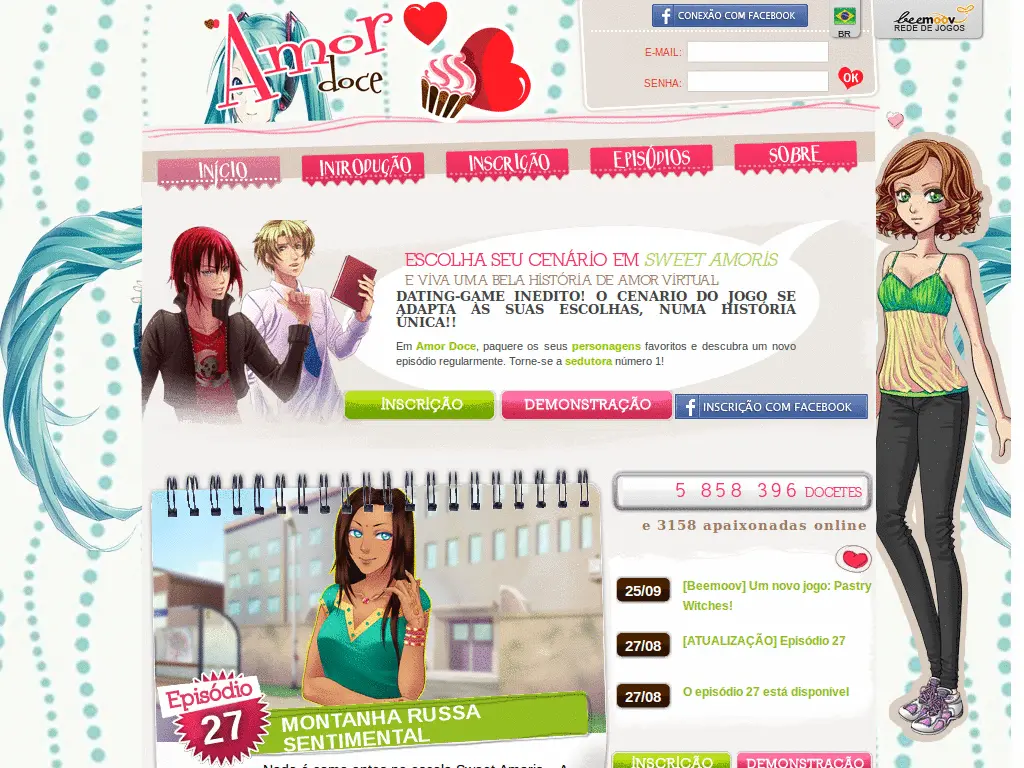 Amor
doce
CONEXÃO COM FACEBOOK
BR
beemoov
REDE DE JOGOS
E-MAIL:
SENHA:
OK
INÍCIO
INTRODUÇÃO
INSCRIÇÃO
EPISÓDIOS
SOBRE
ESCOLHA SEU CENÁRIO EM SWEET AMORIS
E VIVA UMA BELA HISTÓRIA DE AMOR VIRTUAL
DATING-GAME INEDITO! O CENARIO DO JOGO SE
ADAPTA ÀS SUAS ESCOLHAS, NUMA HISTÓRIA
ÚNICA!!
Em Amor Doce, paquere os seus personagens favoritos e descubra um novo
episódio regularmente. Torne-se a sedutora número 1!
INSCRIÇÃO
DEMONSTRAÇÃO
INSCRIÇÃO COM FACEBOOK
5 858 396 DOCETES
e 3158 apaixonadas online
25/09
[Beemoov] Um novo jogo: Pastry
Witches!
27/08
[ATUALIZAÇÃO] Episódio 27
27/08
O episódio 27 está disponível
Episódio
27
MONTANHA RUSSA
SENTIMENTAL
Nada é como antes na escola Sweet Amoris... A
INSCRIÇÃO
DEMONSTRAÇÃO